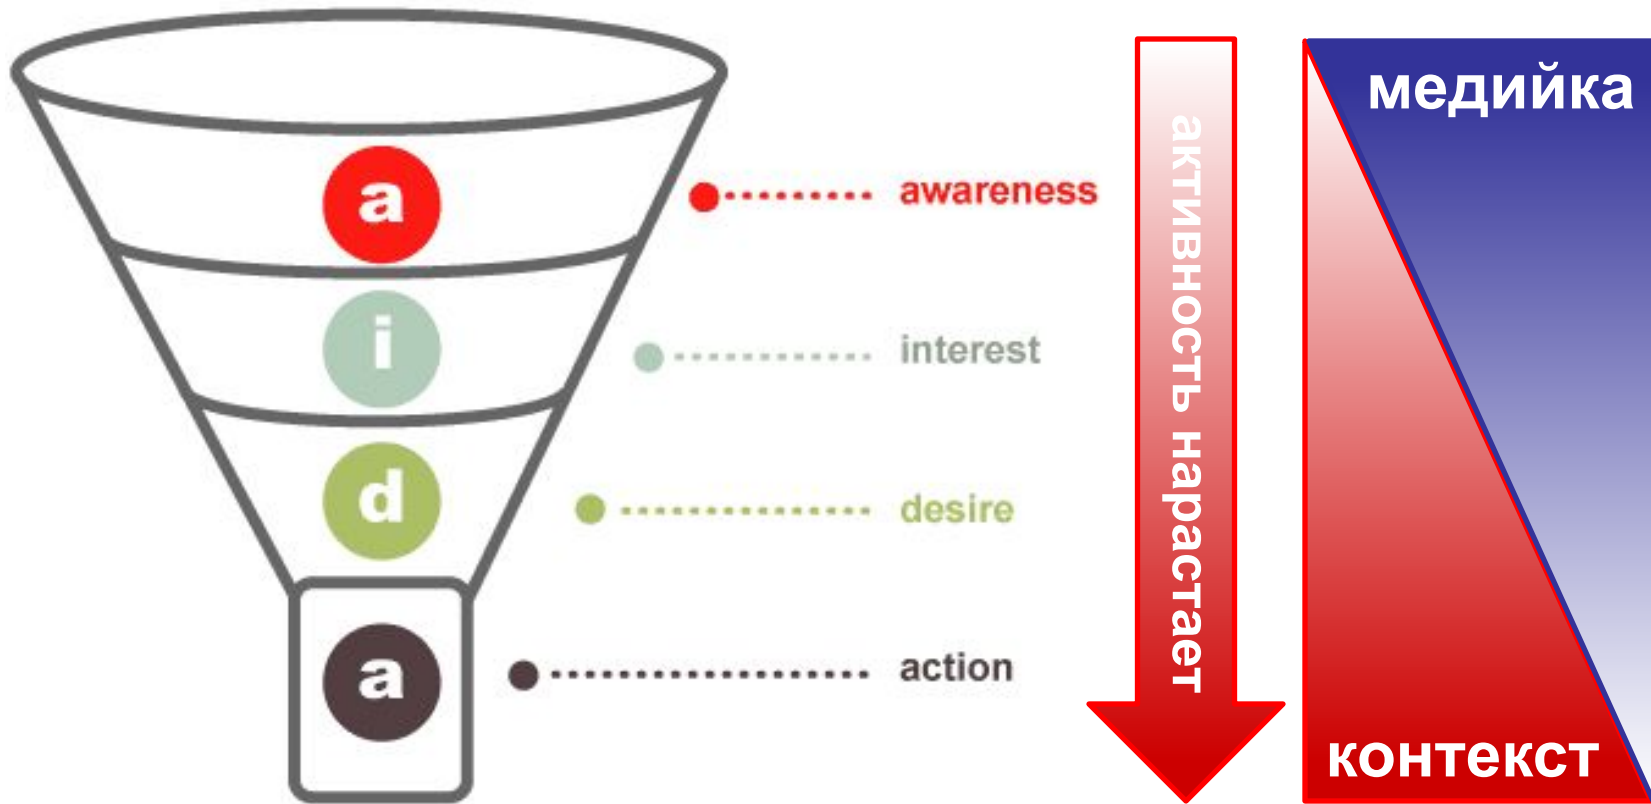 a
awareness
i
interest
d
desire
a
action
активность нарастает
медийка
контекст